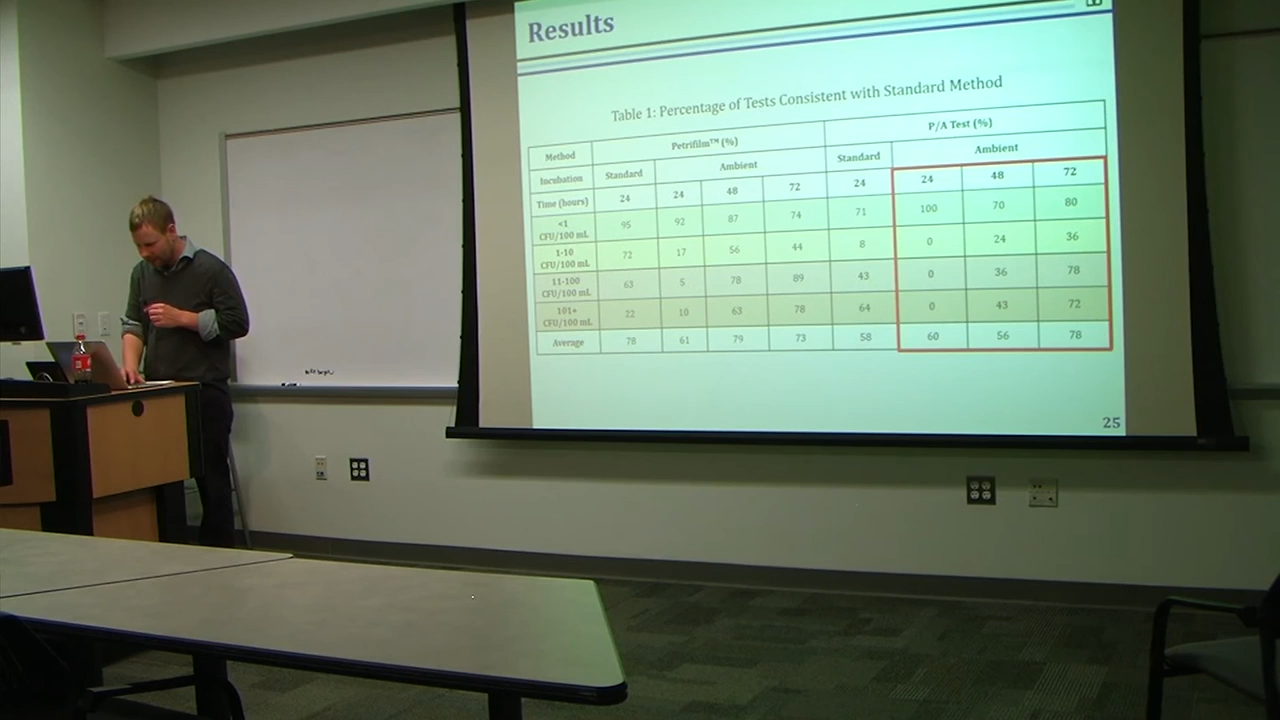 Results
Table 1: Percentage of Tests Consistent with Standard Method
Method Petrifilm™ (%) P/A Test (%)
Incubation Standard Ambient Standard Ambient
Time (hours) 24 24 48 72 24 24 48 72
<1 CFU/100 mL 95 92 87 74 71 100 70 80
1-10 CFU/100 mL 72 17 56 44 8 0 24 36
11-100 CFU/100 mL 63 5 78 89 43 0 36 78
101+ CFU/100 mL 22 10 63 78 64 0 43 72
Average 78 61 79 73 58 60 56 78
25